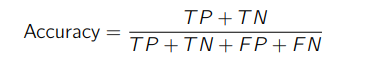 Accuracy = TP + TN / TP + TN + FP + FN